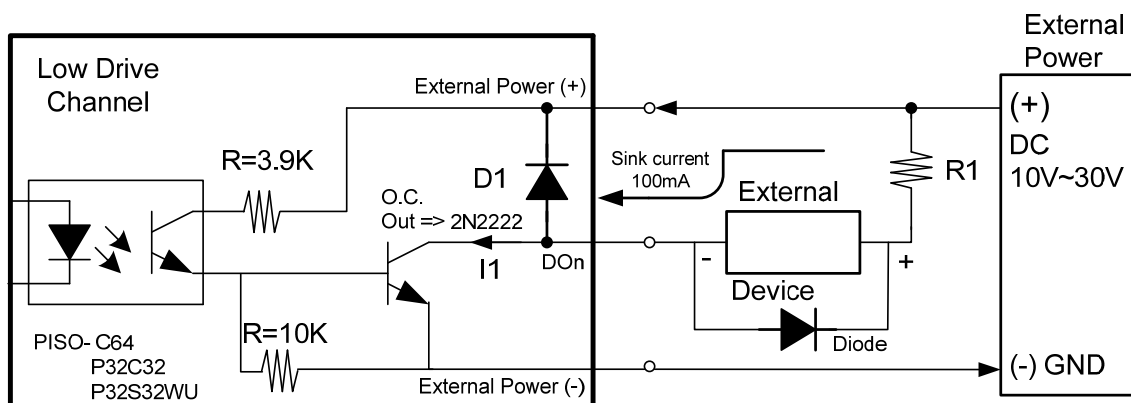 Low Drive
Channel
External Power (+)
External
Power
(+)
DC
10V~30V
R=3.9K
D1
Sink current
100mA
R1
O.C.
Out => 2N2222
External
I1
DOn
-
+
Device
PISO- C64
P32C32
P32S32WU
R=10K
Diode
External Power (-)
(-) GND